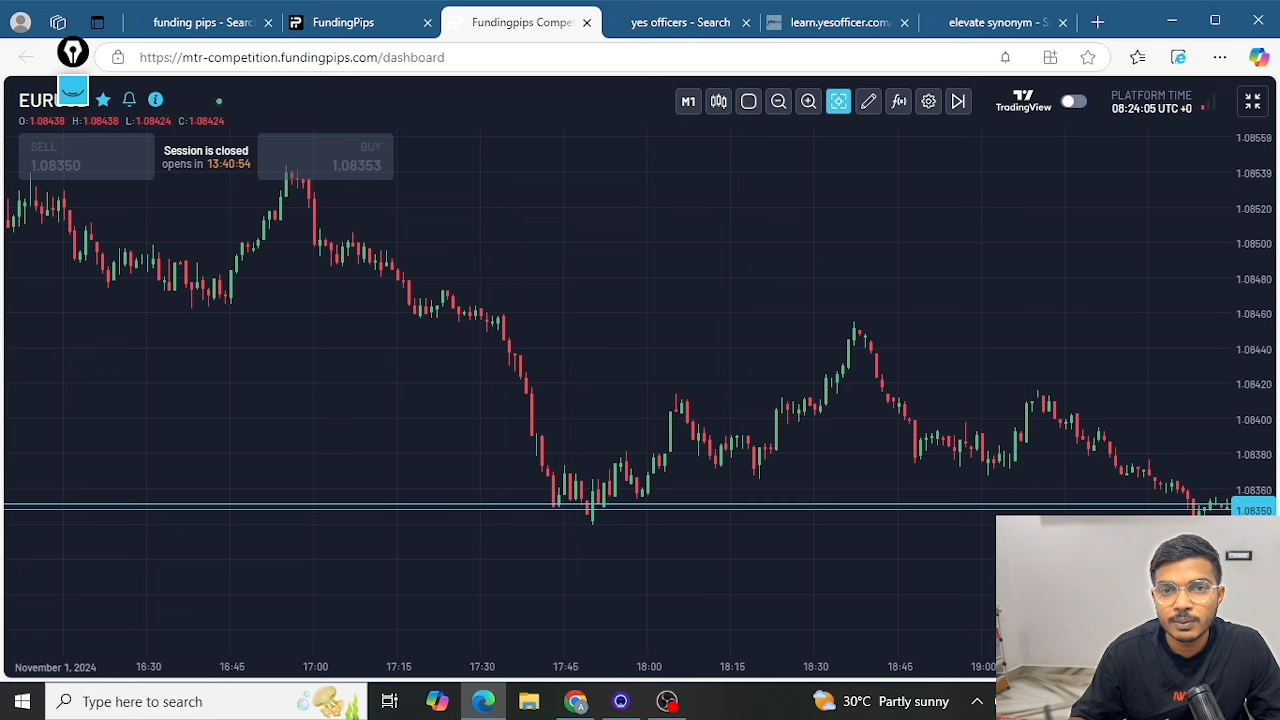 funding pips - Searc
FundingPips
Fundingpips Compe
yes officers - Search
learn.yesofficer.com
elevate synonym - S
https://mtr-competition.fundingpips.com/dashboard
EUR
M1
TradingView
PLATFORM TIME
08:24:05 UTC +0
O:1.08438 H:1.08438 L:1.08424 C:1.08424
SELL
1.08350
Session is closed
opens in 13:40:54
BUY
1.08353
1.08559
1.08539
1.08520
1.08500
1.08480
1.08460
1.08440
1.08420
1.08400
1.08380
1.08360
1.08350
November 1, 2024
16:30
16:45
17:00
17:15
17:30
17:45
18:00
18:15
18:30
18:45
19:00
Type here to search
30°C Partly sunny